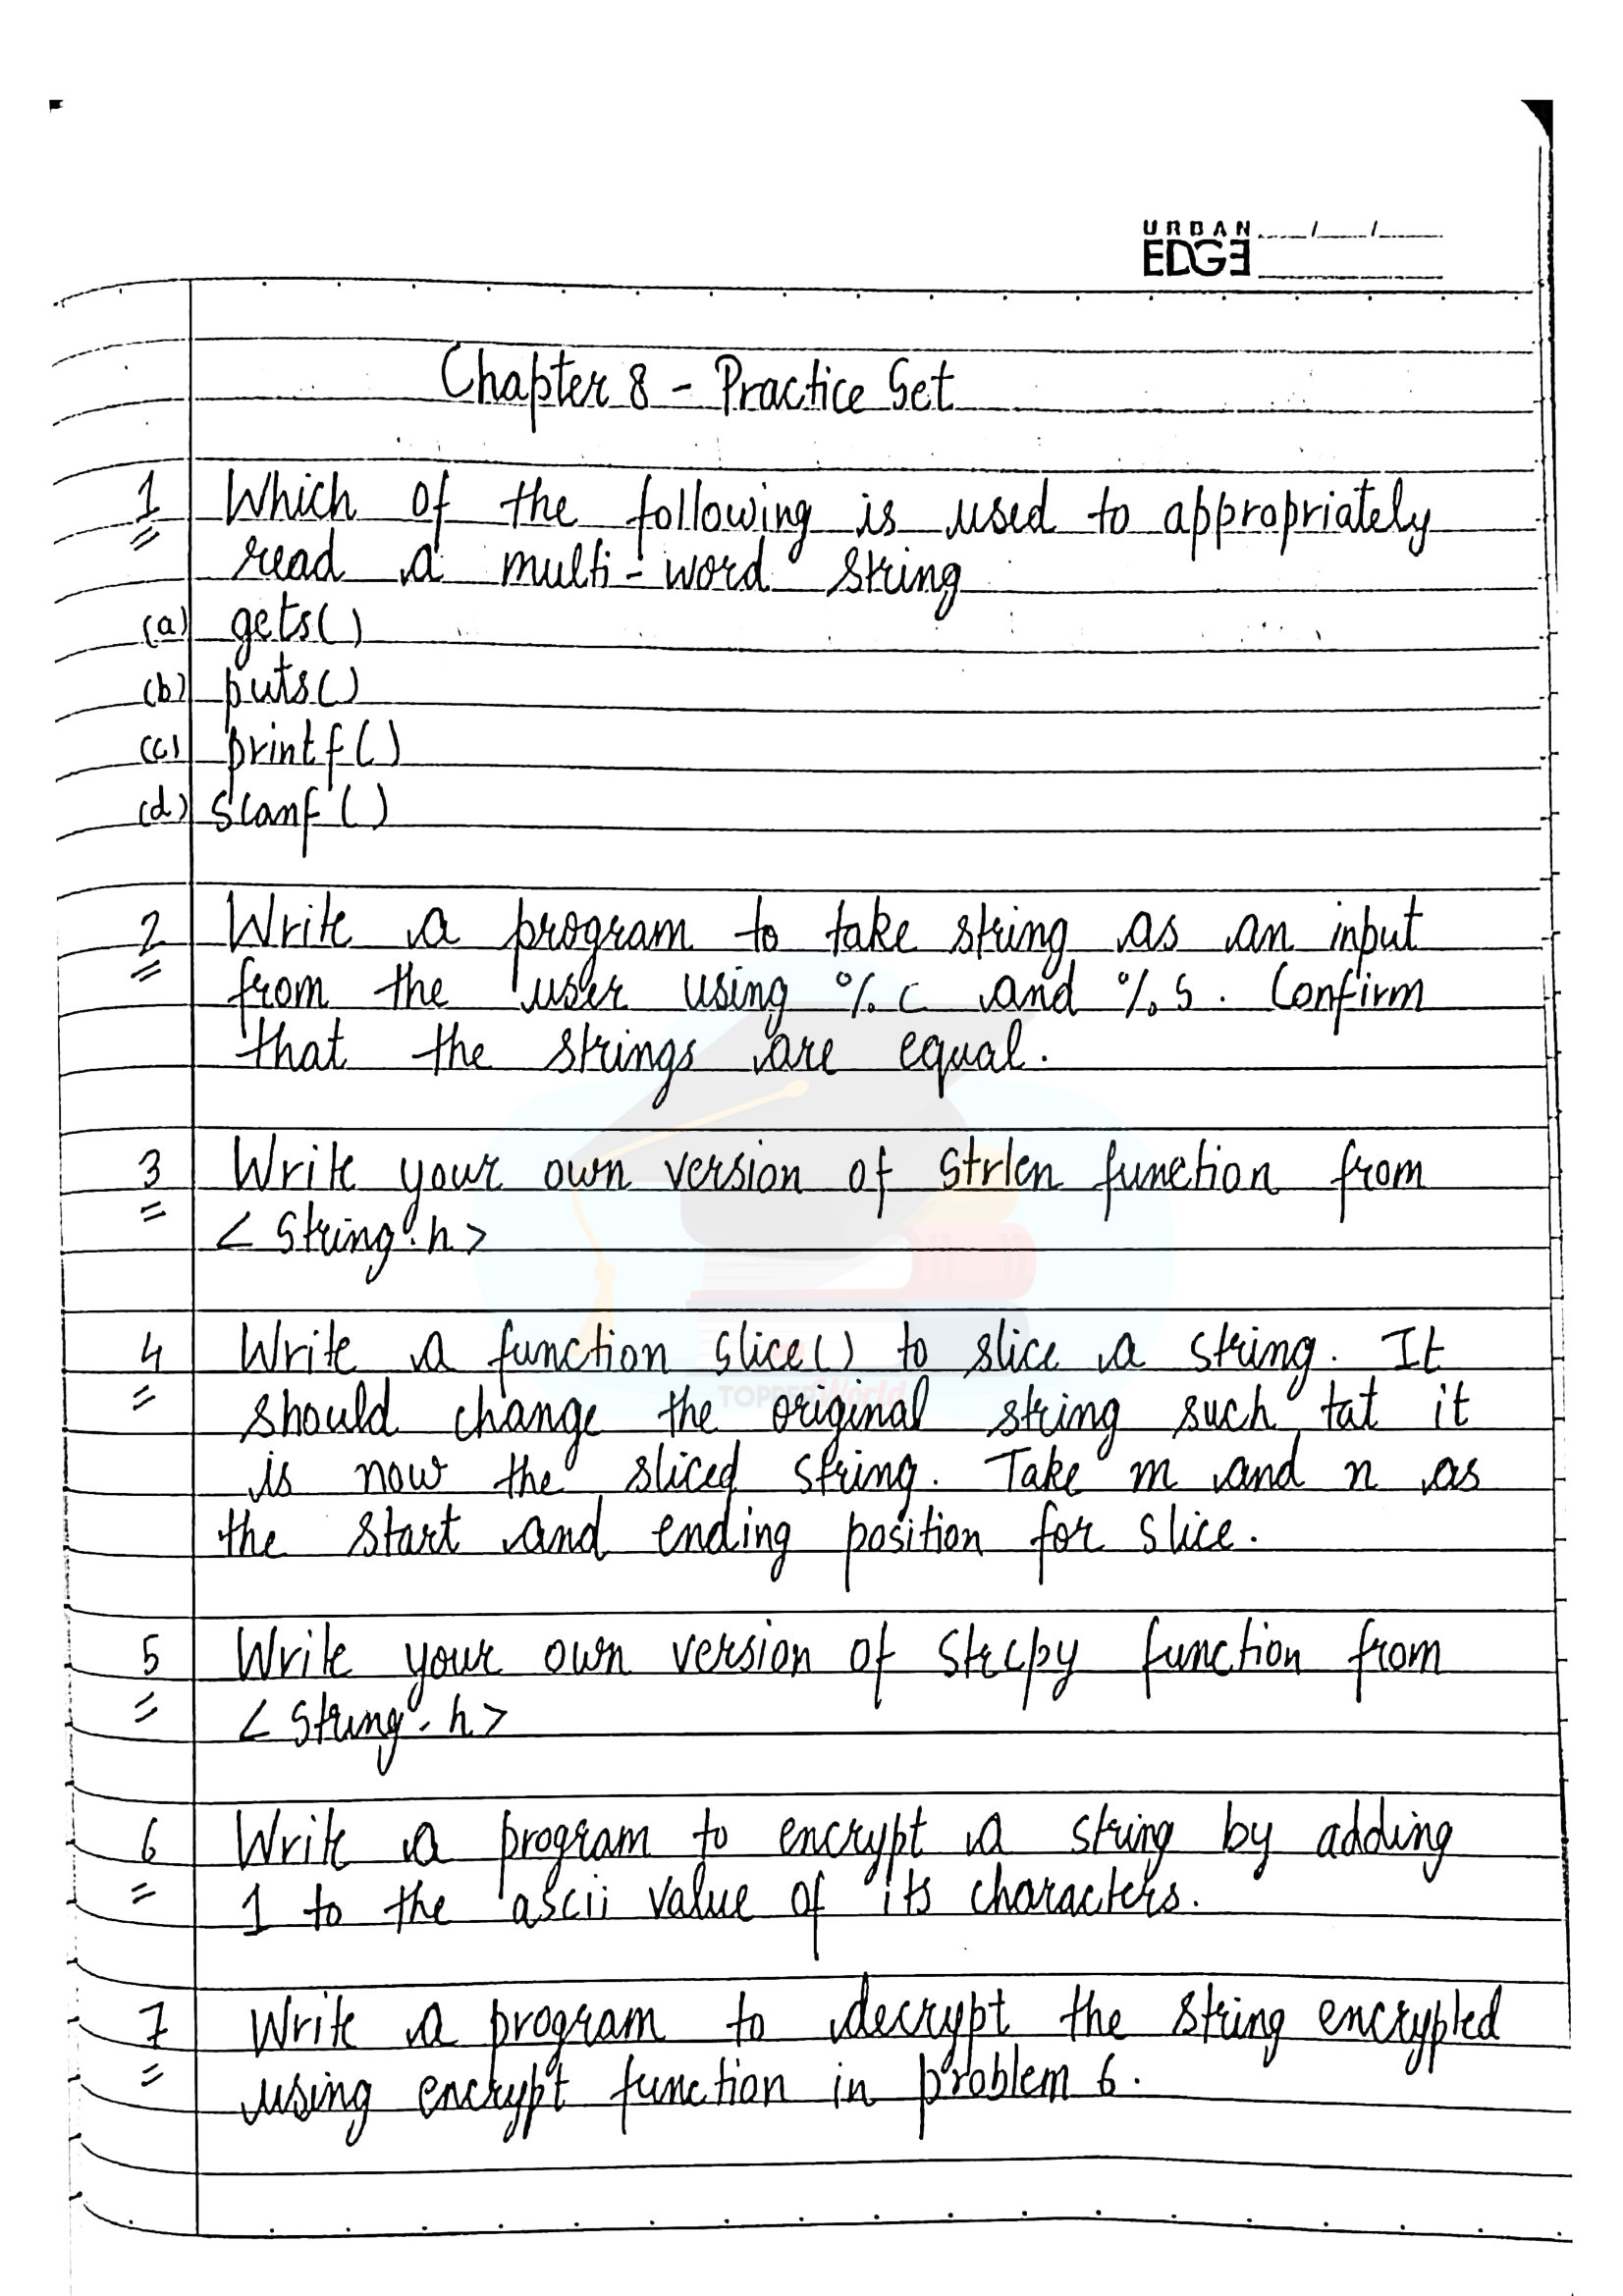 URBAN
EDGE
Chapter 8 - Practice Set
1 Which of the following is used to appropriately
read a multi-word string
(a) gets()
(b) puts()
(c) printf()
(d) scanf()
2 Write a program to take string as an input
from the user using %c and %s. Confirm
that the strings are equal.
3 Write your own version of strlen function from
<string.h>
4 Write a function slice() to slice a string. It
should change the original string such tat it
is now the sliced string. Take m and n as
the start and ending position for slice.
TOPPERWorld
5 Write your own version of strcpy function from
<string.h>
6 Write a program to encrypt a string by adding
1 to the ascii value of its characters.
7 Write a program to decrypt the string encrypted
using encrypt function in problem 6.